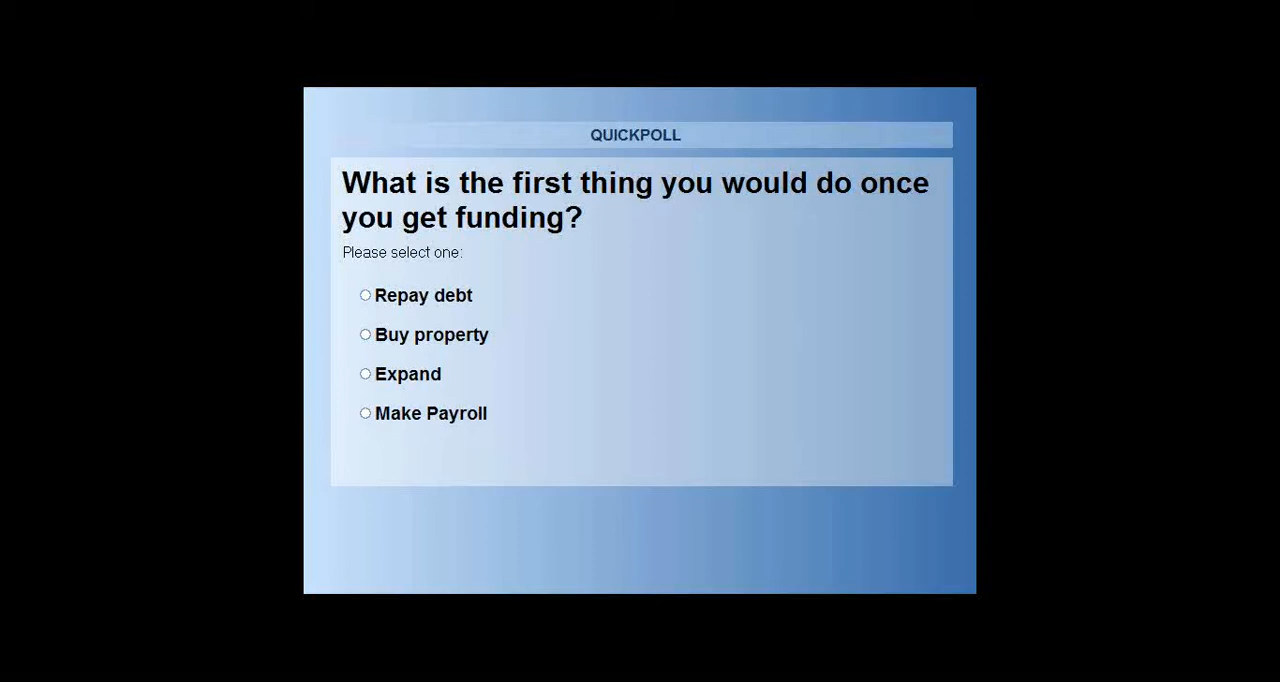 QUICKPOLL
What is the first thing you would do once
you get funding?
Please select one:
Repay debt
Buy property
Expand
Make Payroll